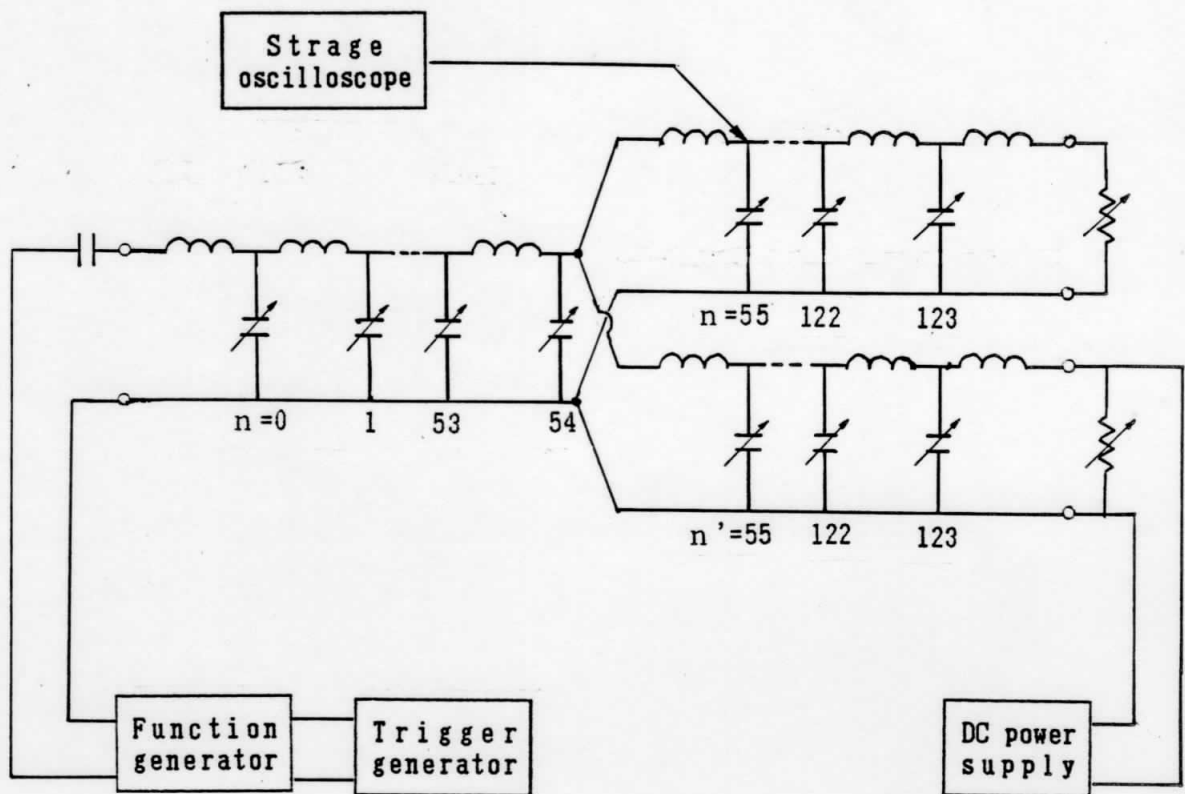 Strage
oscilloscope
n=55 122 123
n=0 1 53 54
n'=55 122 123
Function
generator
Trigger
generator
DC power
supply